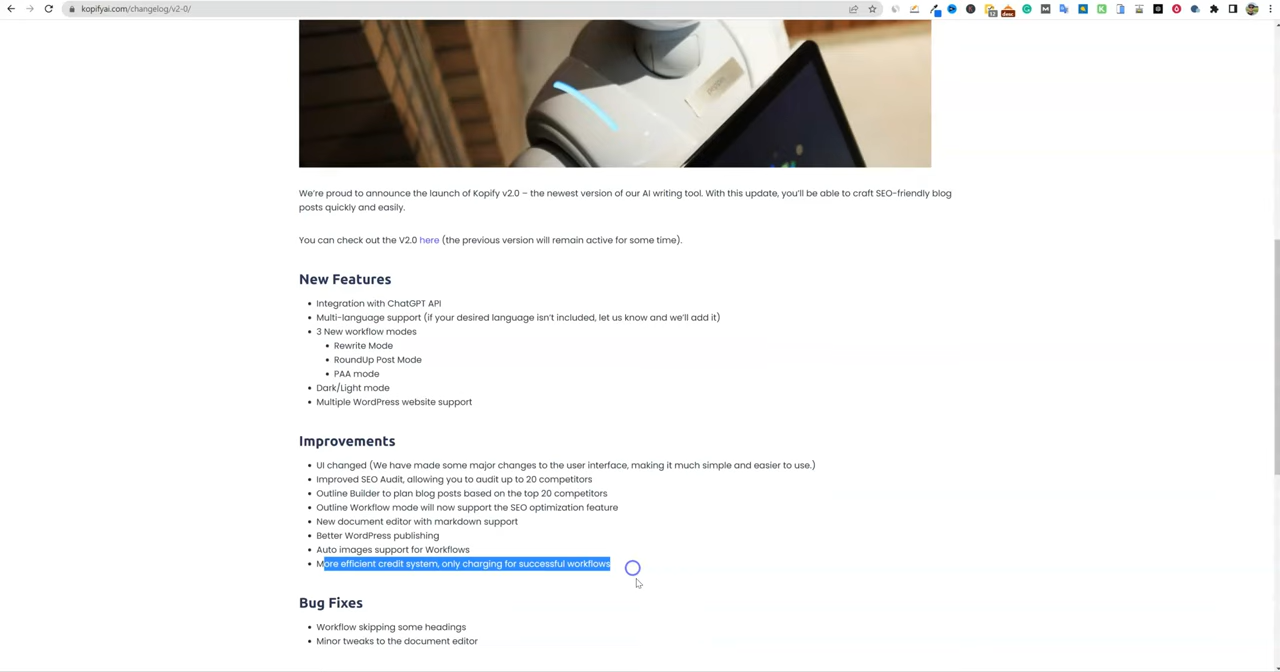 kopifyai.com/changelog/v2-0/
We're proud to announce the launch of Kopify v2.0 – the newest version of our AI writing tool. With this update, you'll be able to craft SEO-friendly blog
posts quickly and easily.
You can check out the V2.0 here (the previous version will remain active for some time).
New Features
• Integration with ChatGPT API
• Multi-language support (if your desired language isn't included, let us know and we'll add it)
• 3 New workflow modes
• Rewrite Mode
• RoundUp Post Mode
• PAA mode
• Dark/Light mode
• Multiple WordPress website support
Improvements
• UI changed (We have made some major changes to the user interface, making it much simple and easier to use.)
• Improved SEO Audit, allowing you to audit up to 20 competitors
• Outline Builder to plan blog posts based on the top 20 competitors
• Outline Workflow mode will now support the SEO optimization feature
• New document editor with markdown support
• Better WordPress publishing
• Auto images support for Workflows
• More efficient credit system, only charging for successful workflows
Bug Fixes
• Workflow skipping some headings
• Minor tweaks to the document editor